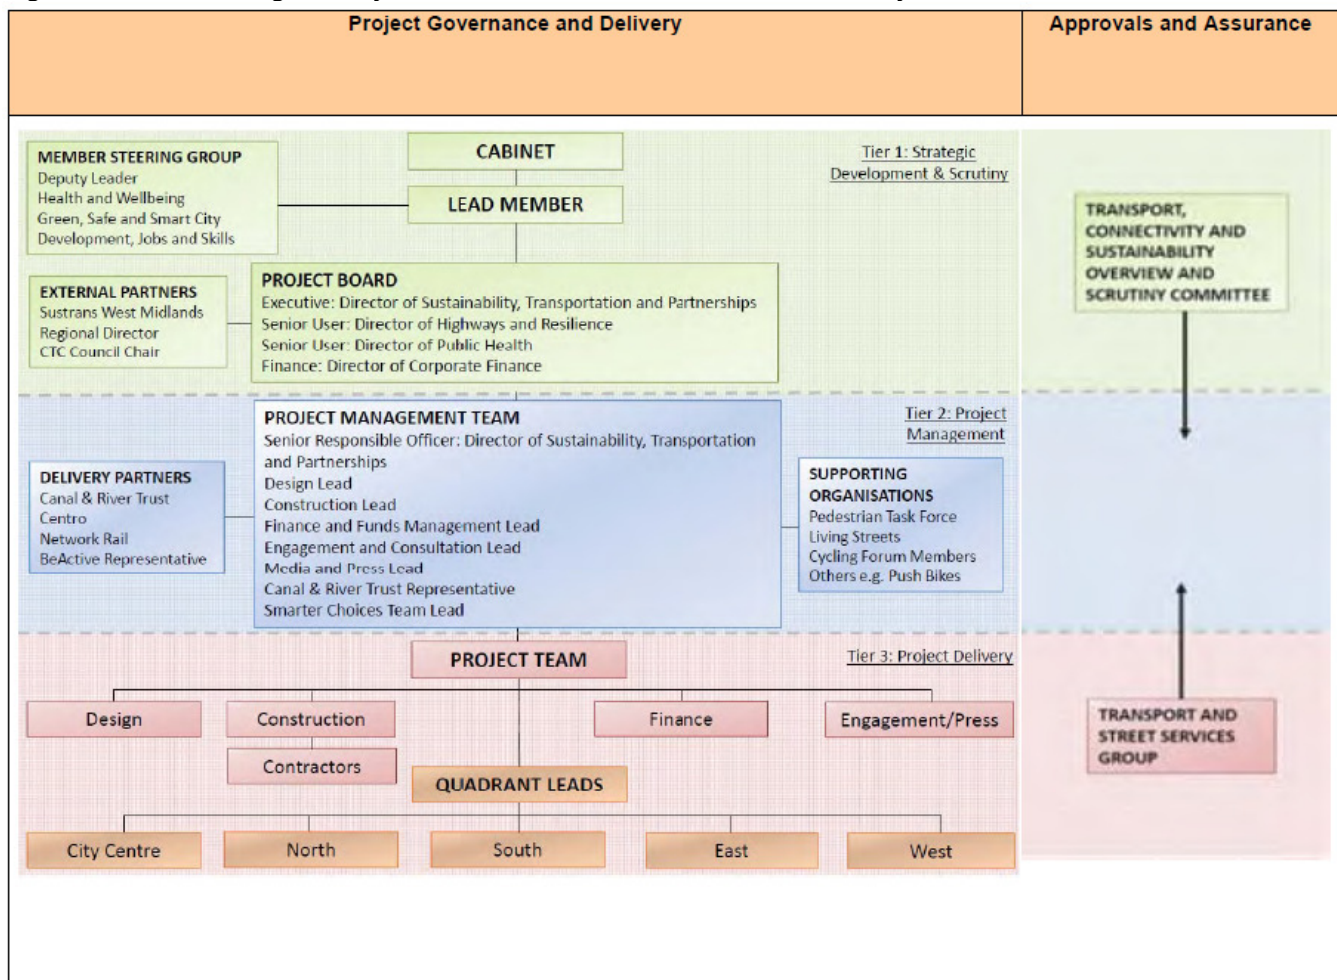 Project Governance and Delivery
Approvals and Assurance
MEMBER STEERING GROUP
Deputy Leader
Health and Wellbeing
Green, Safe and Smart City
Development, Jobs and Skills
CABINET
LEAD MEMBER
Tier 1: Strategic
Development & Scrutiny
EXTERNAL PARTNERS
Sustrans West Midlands
Regional Director
CTC Council Chair
PROJECT BOARD
Executive: Director of Sustainability, Transportation and Partnerships
Senior User: Director of Highways and Resilience
Senior User: Director of Public Health
Finance: Director of Corporate Finance
TRANSPORT,
CONNECTIVITY AND
SUSTAINABILITY
OVERVIEW AND
SCRUTINY COMMITTEE
PROJECT MANAGEMENT TEAM
Senior Responsible Officer: Director of Sustainability, Transportation
and Partnerships
Design Lead
Construction Lead
Finance and Funds Management Lead
Engagement and Consultation Lead
Media and Press Lead
Canal & River Trust Representative
Smarter Choices Team Lead
Tier 2: Project
Management
DELIVERY PARTNERS
Canal & River Trust
Centro
Network Rail
BeActive Representative
SUPPORTING
ORGANISATIONS
Pedestrian Task Force
Living Streets
Cycling Forum Members
Others e.g. Push Bikes
PROJECT TEAM
Tier 3: Project Delivery
Design
Construction
Finance
Engagement/Press
Contractors
QUADRANT LEADS
City Centre
North
South
East
West
TRANSPORT AND
STREET SERVICES
GROUP